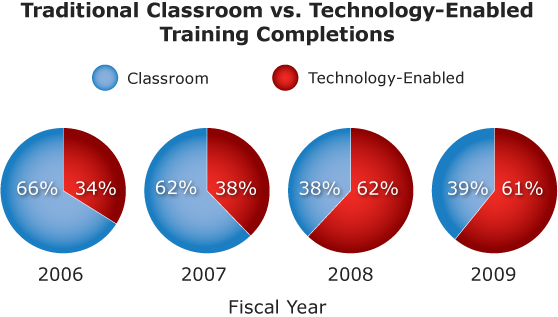 Traditional Classroom vs. Technology-Enabled
Training Completions
Classroom
Technology-Enabled
66% 34%
62% 38%
38% 62%
39% 61%
2006
2007
2008
2009
Fiscal Year